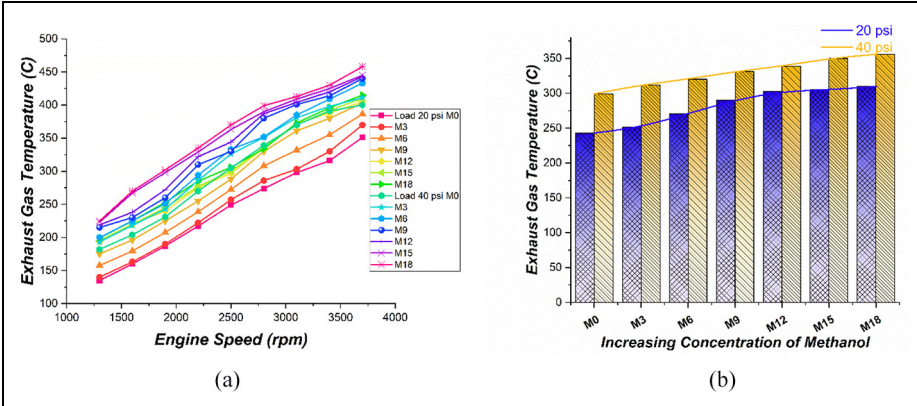 500
450
400
350
300
250
200
150
100
1000
1500
2000
2500
3000
3500
4000
Exhaust Gas Temperature (C)
Engine Speed (rpm)
Load 20 psi M0
M3
M6
M9
M12
M15
M18
Load 40 psi M0
M3
M6
M9
M12
M15
M18
(a)
20 psi
40 psi
350
300
250
200
150
100
50
0
Exhaust Gas Temperature (C)
M0
M3
M6
M9
M12
M15
M18
Increasing Concentration of Methanol
(b)